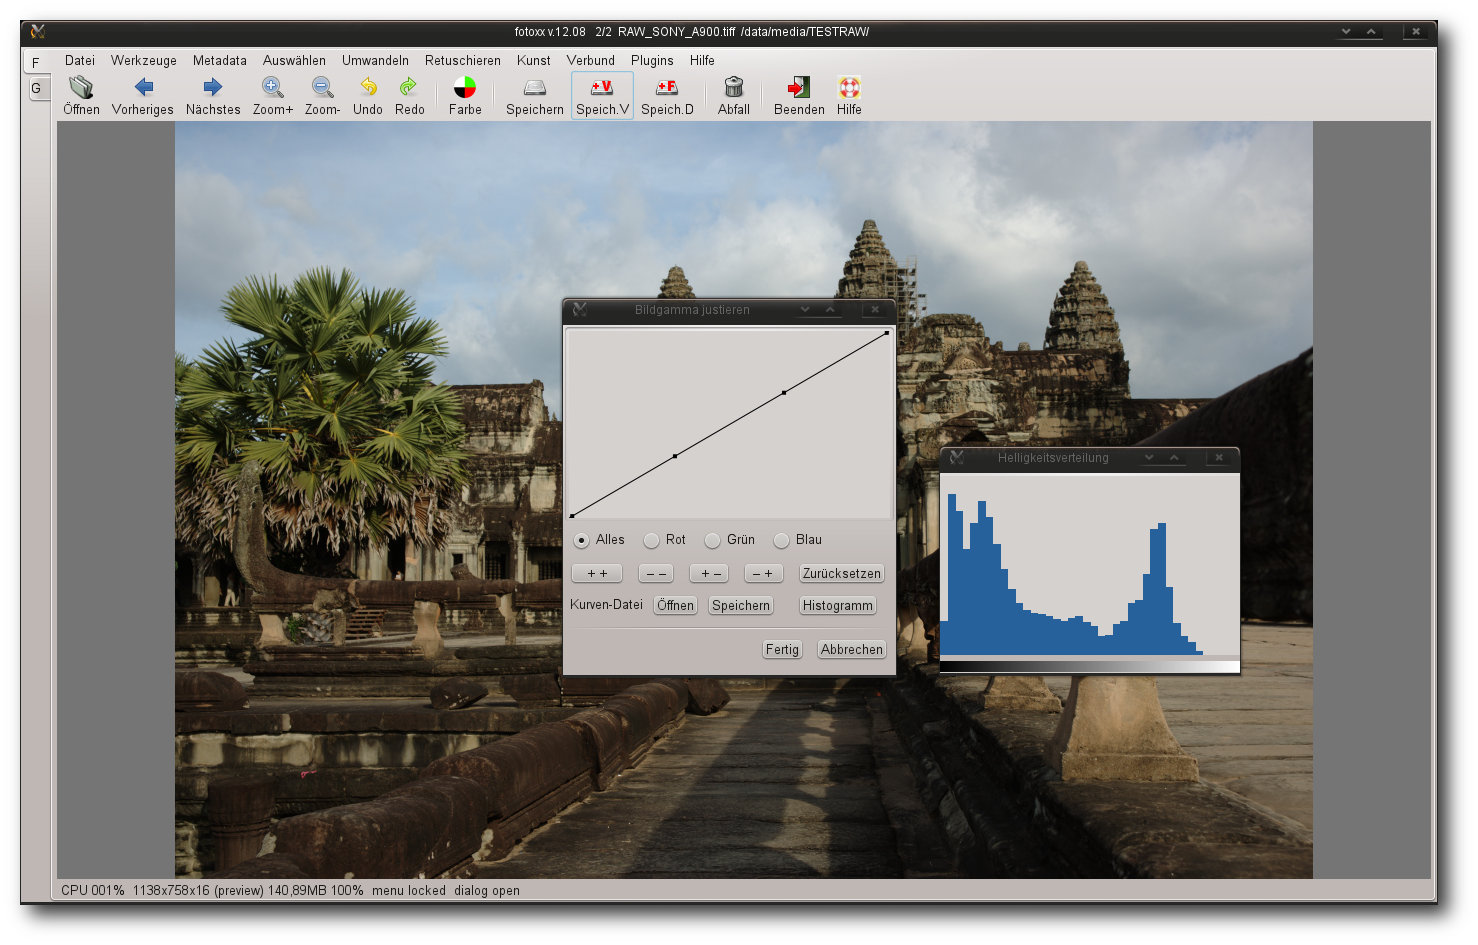 fotoxx v.12.08 2/2 RAW_SONY_A900.tiff /data/media/TESTRAW/
F
G
Datei Werkzeuge Metadata Auswählen Umwandeln Retuschieren Kunst Verbund Plugins Hilfe
Öffnen Vorheriges Nächstes Zoom+ Zoom- Undo Redo Farbe Speichern Speich.V Speich.D Abfall Beenden Hilfe
Bildgamma justieren
Alles Rot Grün Blau
+ + – – + – – + Zurücksetzen
Kurven-Datei Öffnen Speichern Histogramm
Fertig Abbrechen
Helligkeitsverteilung
CPU 001% 1138x758x16 (preview) 140,89MB 100% menu locked dialog open